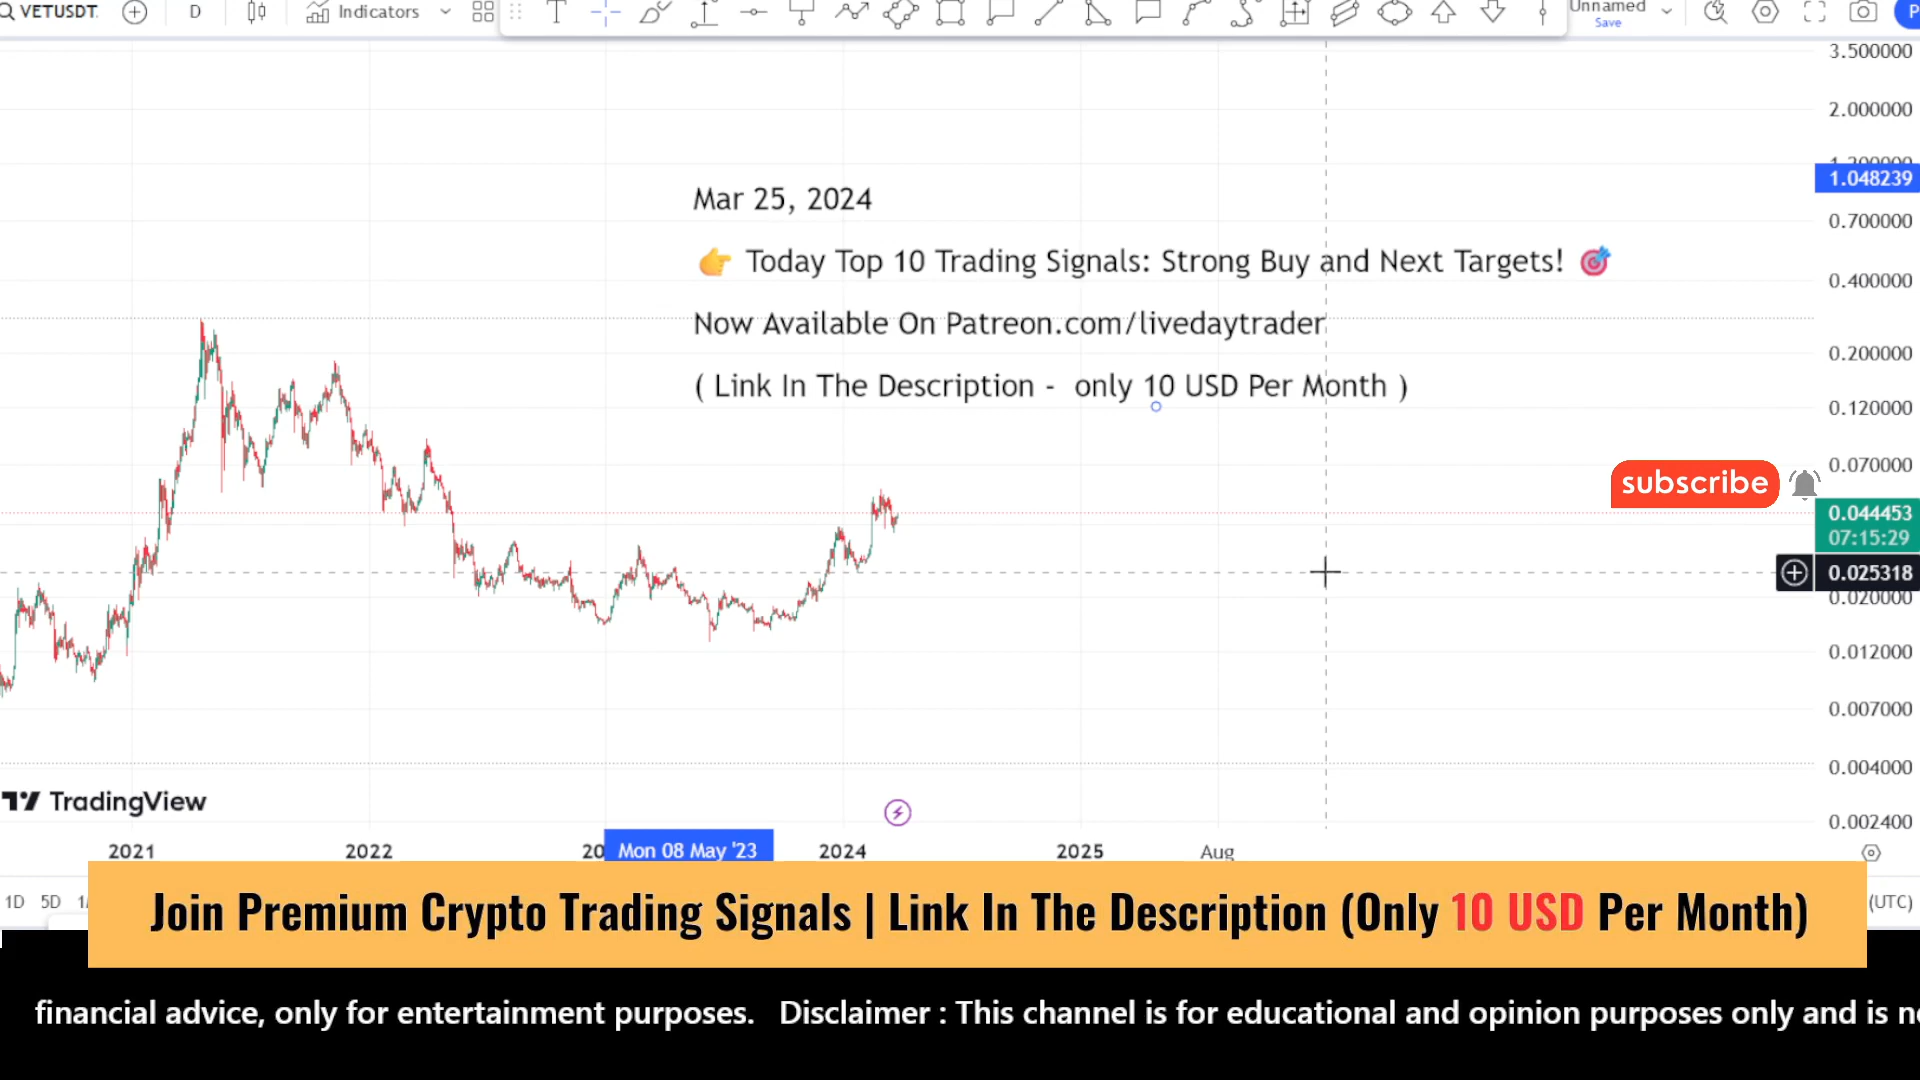 VETUSDT
D
Indicators
Unnamed
Save
P
3.500000
2.000000
1.200000
1.048239
0.700000
0.400000
0.200000
0.120000
0.070000
0.044453
07:15:29
0.025318
0.020000
0.012000
0.007000
0.004000
0.002400
Mar 25, 2024
👉 Today Top 10 Trading Signals: Strong Buy and Next Targets! 🎯
Now Available On Patreon.com/livedaytrader
( Link In The Description - only 10 USD Per Month )
subscribe
TradingView
2021 2022 20 Mon 08 May '23 2024 2025 Aug
1D 5D (UTC)
Join Premium Crypto Trading Signals | Link In The Description (Only 10 USD Per Month)
financial advice, only for entertainment purposes. Disclaimer : This channel is for educational and opinion purposes only and is